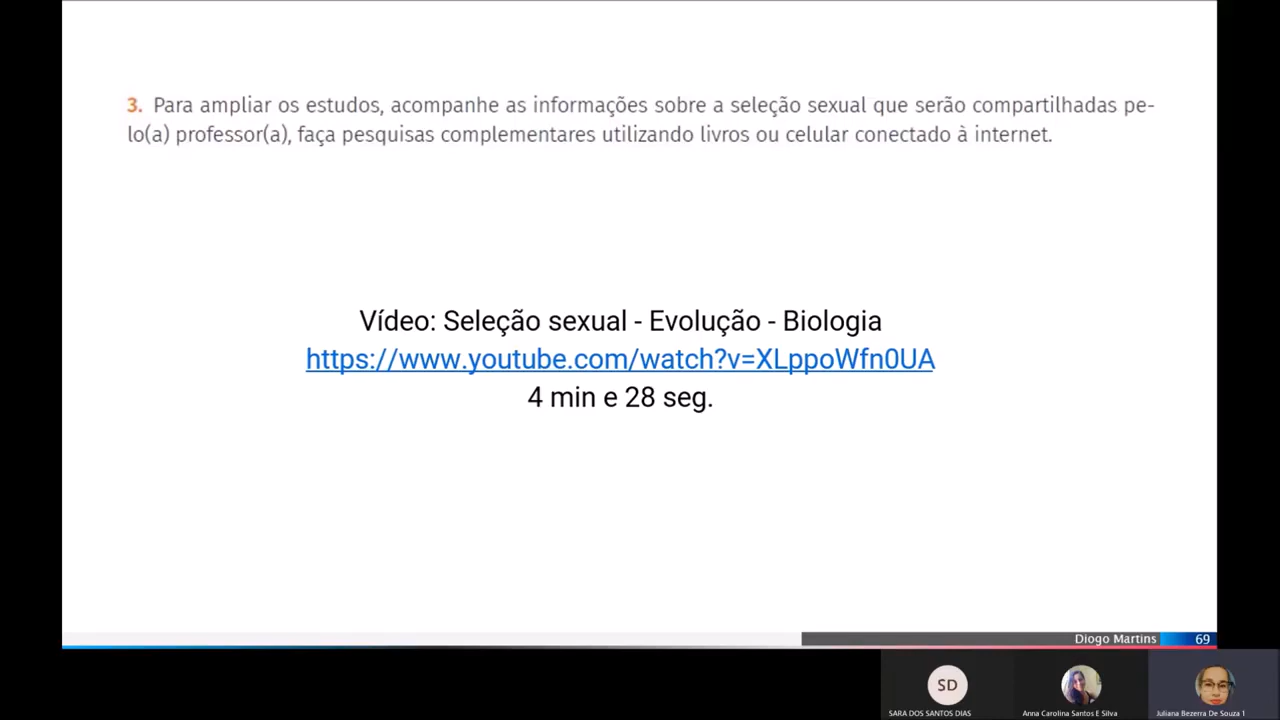 3. Para ampliar os estudos, acompanhe as informações sobre a seleção sexual que serão compartilhadas pe-
lo(a) professor(a), faça pesquisas complementares utilizando livros ou celular conectado à internet.
Vídeo: Seleção sexual - Evolução - Biologia
https://www.youtube.com/watch?v=XLppoWfn0UA
4 min e 28 seg.
Diogo Martins 69
SD
SARA DOS SANTOS DIAS
Anna Carolina Santos E Silva
Juliana Bezerra De Souza 1